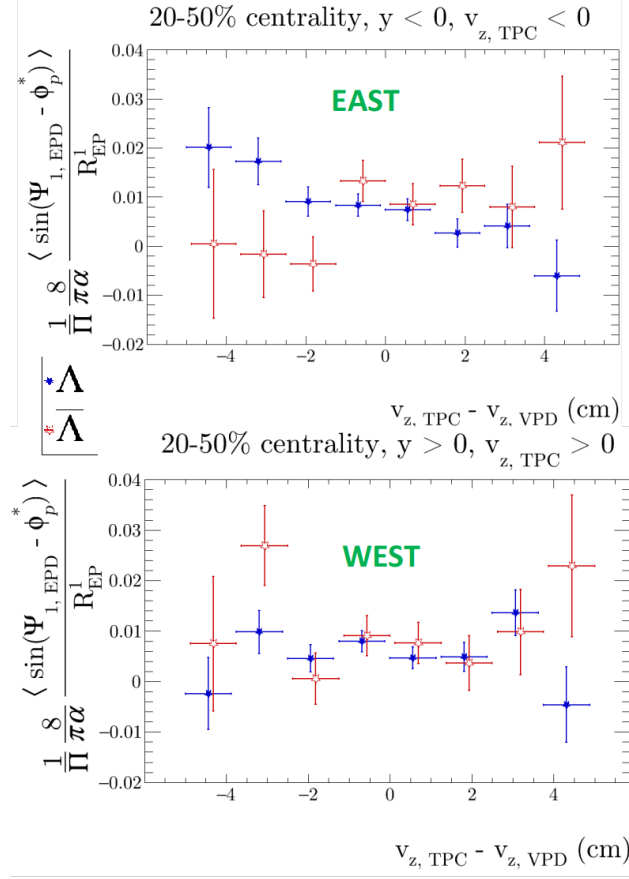 20-50% centrality, y < 0, v_z, TPC < 0
1/Π̅ 8/πα ⟨ sin(Ψ_1, EPD - ϕ*_p) ⟩ / R^1_EP
EAST
0.04
0.03
0.02
0.01
0
−0.01
−0.02
−4 −2 0 2 4
v_z, TPC - v_z, VPD (cm)
Λ
Λ̅
20-50% centrality, y > 0, v_z, TPC > 0
1/Π̅ 8/πα ⟨ sin(Ψ_1, EPD - ϕ*_p) ⟩ / R^1_EP
WEST
0.04
0.03
0.02
0.01
0
−0.01
−0.02
−4 −2 0 2 4
v_z, TPC - v_z, VPD (cm)